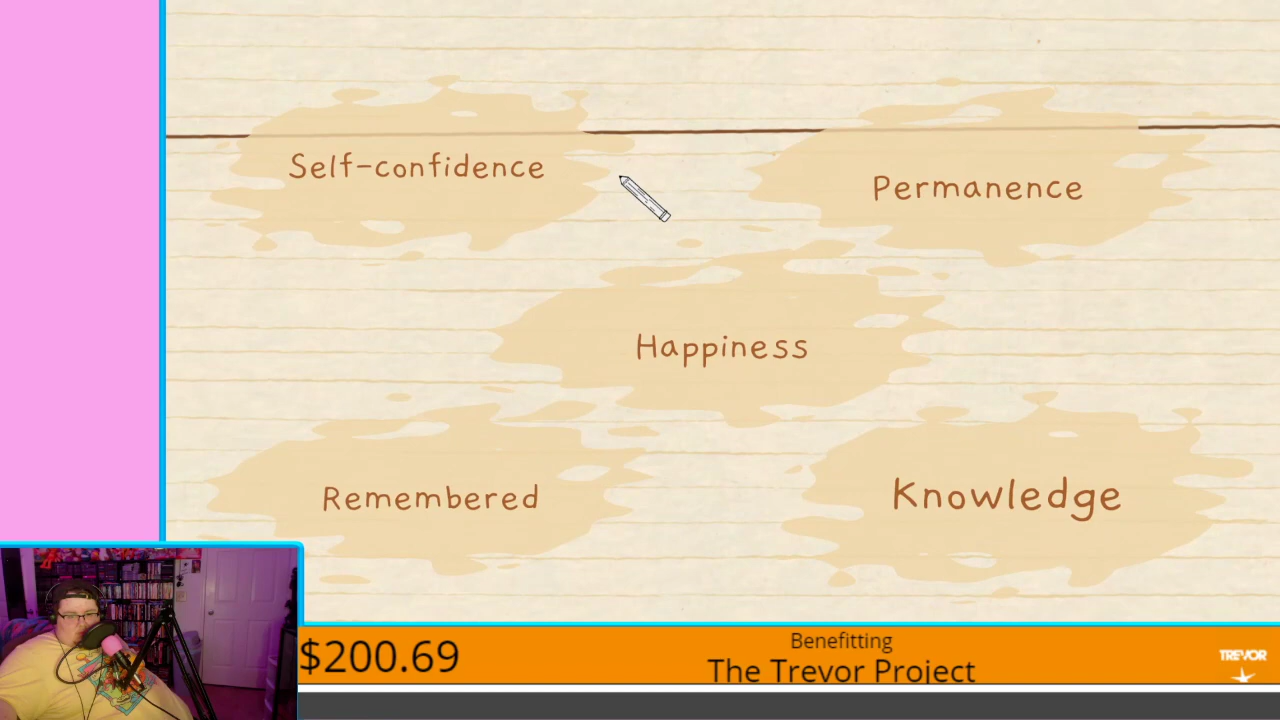 Self-confidence
Permanence
Happiness
Remembered
Knowledge
$200.69
Benefitting
The Trevor Project
TREVOR